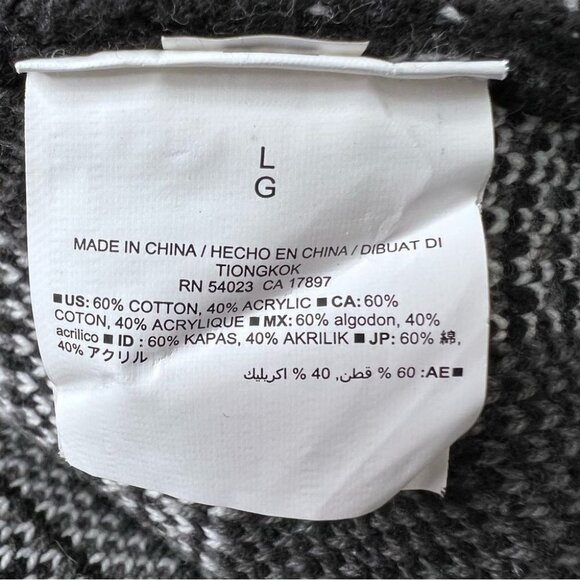 L
G
MADE IN CHINA / HECHO EN CHINA / DIBUAT DI
TIONGKOK
RN 54023 CA 17897
■ US: 60% COTTON, 40% ACRYLIC ■ CA: 60%
COTON, 40% ACRYLIQUE ■ MX: 60% algodon, 40%
acrilico ■ ID : 60% KAPAS, 40% AKRILIK ■ JP: 60% 綿,
40% アクリル
■ AE: 60 % قطن, 40 % اكريليك